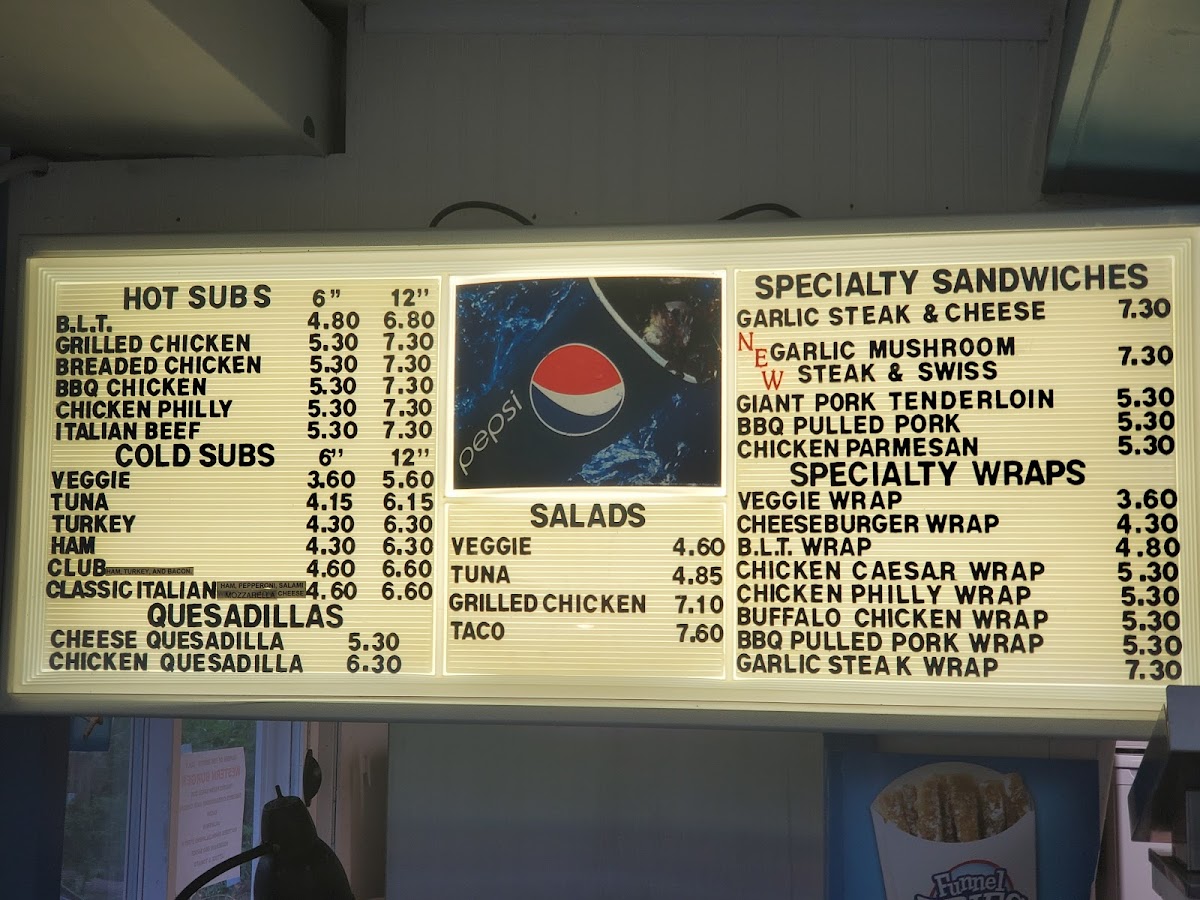 HOT SUBS 6" 12"
B.L.T. 4.80 6.80
GRILLED CHICKEN 5.30 7.30
BREADED CHICKEN 5.30 7.30
BBQ CHICKEN 5.30 7.30
CHICKEN PHILLY 5.30 7.30
ITALIAN BEEF 5.30 7.30
COLD SUBS 6" 12"
VEGGIE 3.60 5.60
TUNA 4.15 6.15
TURKEY 4.30 6.30
HAM 4.30 6.30
CLUB HAM, TURKEY, AND BACON. 4.60 6.60
CLASSIC ITALIAN HAM, PEPPERONI, SALAMI MOZZARELLA CHEESE 4.60 6.60
QUESADILLAS
CHEESE QUESADILLA 5.30
CHICKEN QUESADILLA 6.30
pepsi
SALADS
VEGGIE 4.60
TUNA 4.85
GRILLED CHICKEN 7.10
TACO 7.60
SPECIALTY SANDWICHES
GARLIC STEAK & CHEESE 7.30
NEW GARLIC MUSHROOM
STEAK & SWISS 7.30
GIANT PORK TENDERLOIN 5.30
BBQ PULLED PORK 5.30
CHICKEN PARMESAN 5.30
SPECIALTY WRAPS
VEGGIE WRAP 3.60
CHEESEBURGER WRAP 4.30
B.L.T. WRAP 4.80
CHICKEN CAESAR WRAP 5.30
CHICKEN PHILLY WRAP 5.30
BUFFALO CHICKEN WRAP 5.30
BBQ PULLED PORK WRAP 5.30
GARLIC STEAK WRAP 7.30
WESTERN BURGER
Funnel